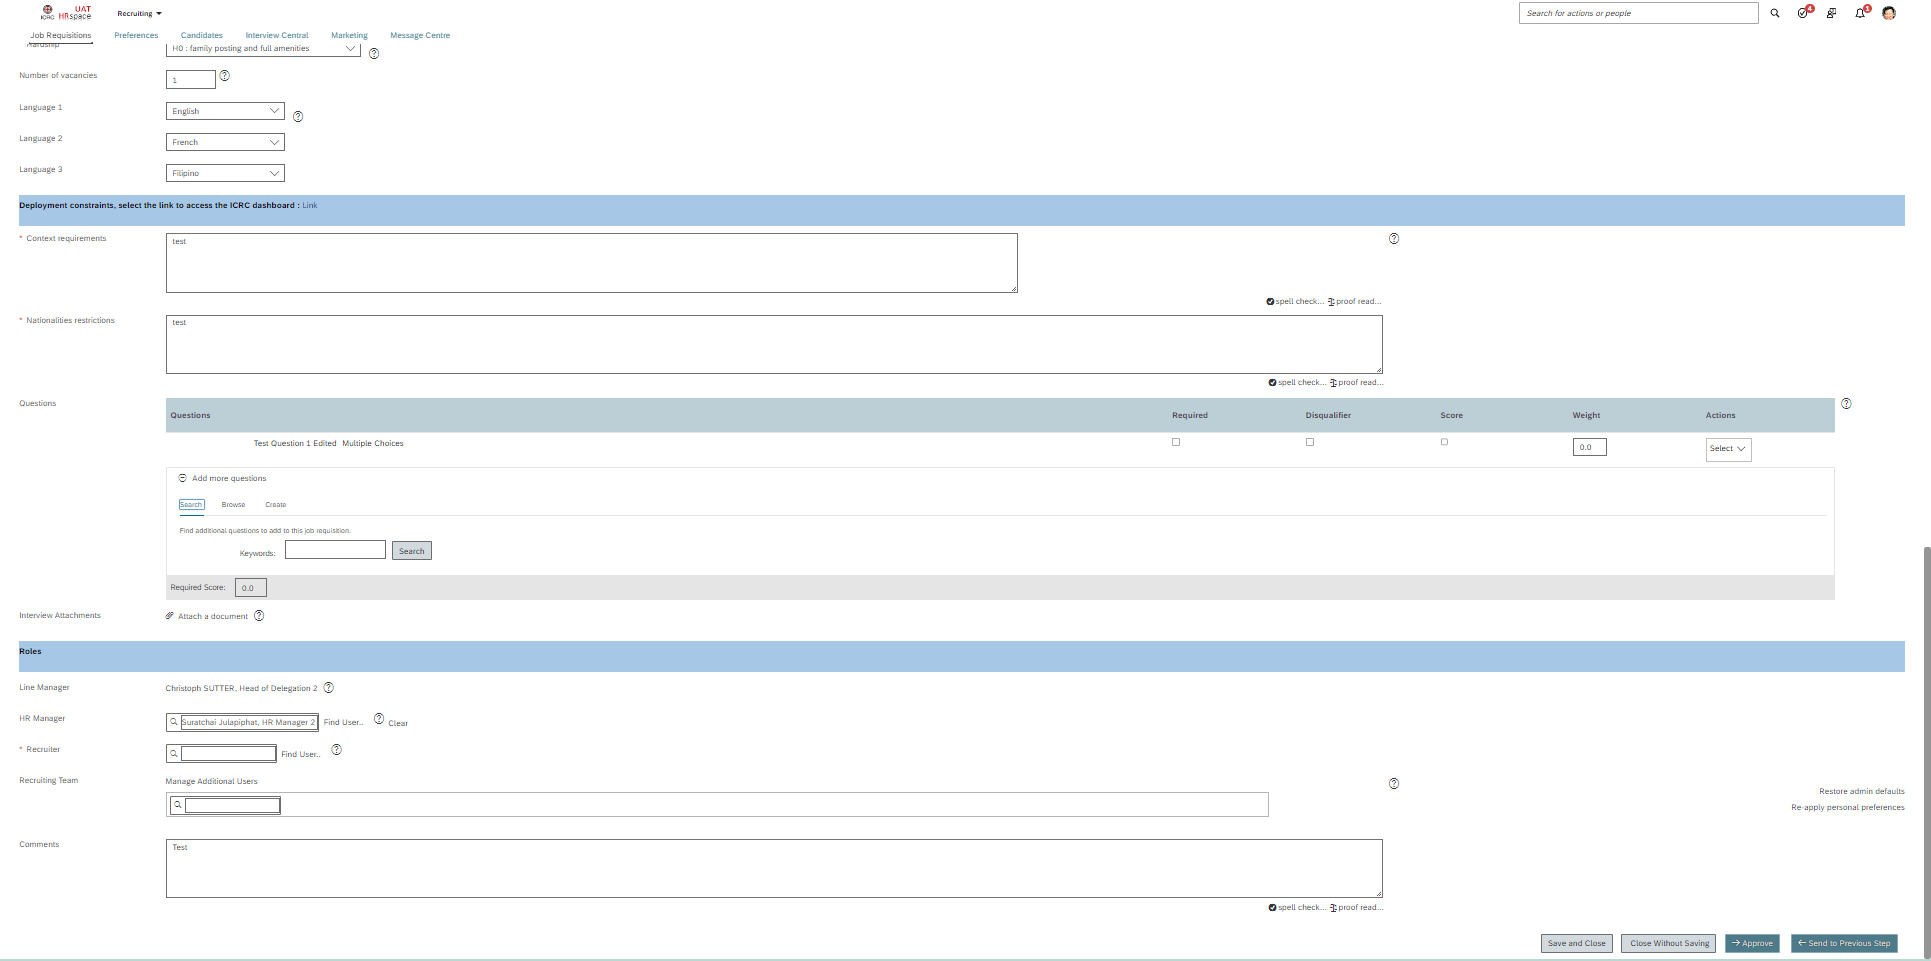 ICRC
UAT
HRspace
Recruiting
Search for actions or people
4
1
Job Requisitions
Preferences
Candidates
Interview Central
Marketing
Message Centre
Hardship
H0 : family posting and full amenities
Number of vacancies
1
Language 1
English
Language 2
French
Language 3
Filipino
Deployment constraints, select the link to access the ICRC dashboard : Link
* Context requirements
test
spell check... proof read...
* Nationalities restrictions
test
spell check... proof read...
Questions
Questions Required Disqualifier Score Weight Actions
Test Question 1 Edited Multiple Choices 0.0 Select
Add more questions
Search Browse Create
Find additional questions to add to this job requisition.
Keywords: Search
Required Score: 0.0
Interview Attachments
Attach a document
Roles
Line Manager
Christoph SUTTER, Head of Delegation 2
HR Manager
Suratchai Julapiphat, HR Manager 2 Find User.. Clear
* Recruiter
Find User..
Recruiting Team
Manage Additional Users
Restore admin defaults
Re-apply personal preferences
Comments
Test
spell check... proof read...
Save and Close
Close Without Saving
→ Approve
← Send to Previous Step